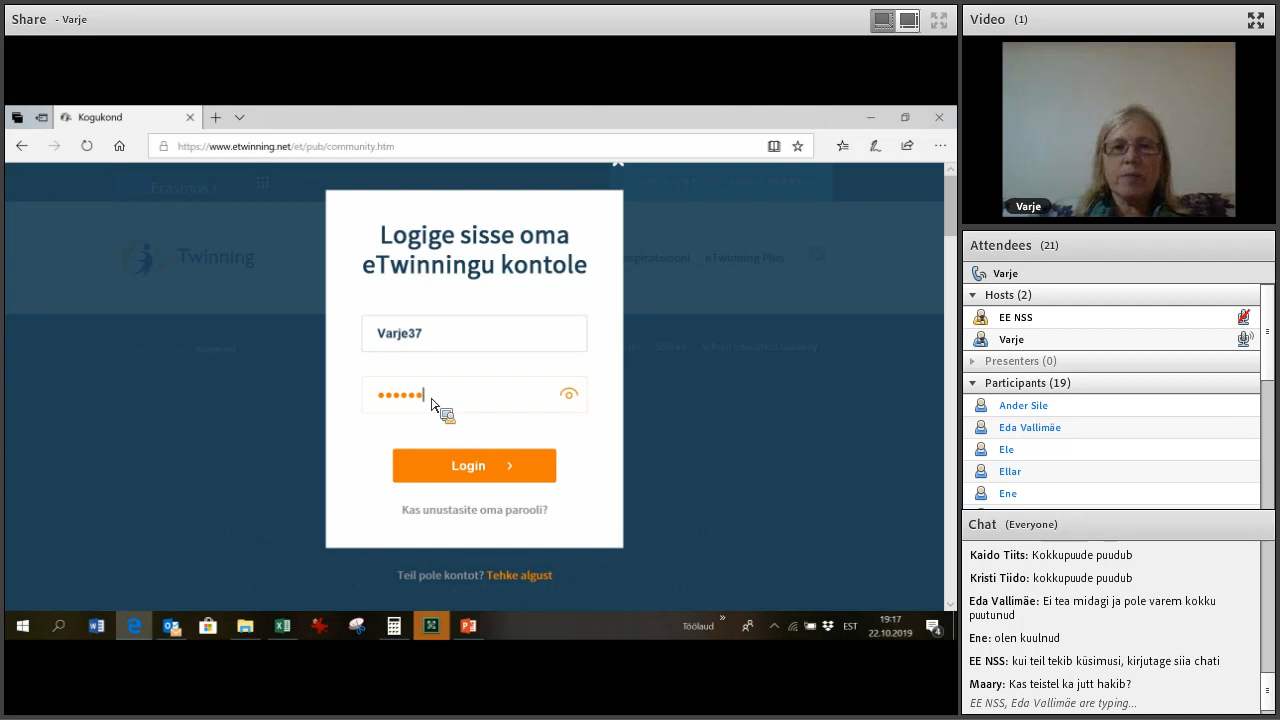 Share - Varje
Kogukond
https://www.etwinning.net/et/pub/community.htm
Erasmus+
Twinning
eTwinning Plus
Logige sisse oma
eTwinningu kontole
Varje37
••••••
Login
Kas unustasite oma parooli?
Teil pole kontot? Tehke algust
Töölaud
EST
19:17
22.10.2019
4
Video (1)
Varje
Attendees (21)
Varje
Hosts (2)
EE NSS
Varje
Presenters (0)
Participants (19)
Ander Sile
Eda Vallimäe
Ele
Ellar
Ene
Chat (Everyone)
Kaido Tiits: Kokkupuude puudub
Kristi Tiido: kokkupuude puudub
Eda Vallimäe: Ei tea midagi ja pole varem kokku
puutunud
Ene: olen kuulnud
EE NSS: kui teil tekib küsimusi, kirjutage siia chati
Maary: Kas teistel ka jutt hakib?
EE NSS, Eda Vallimäe are typing...